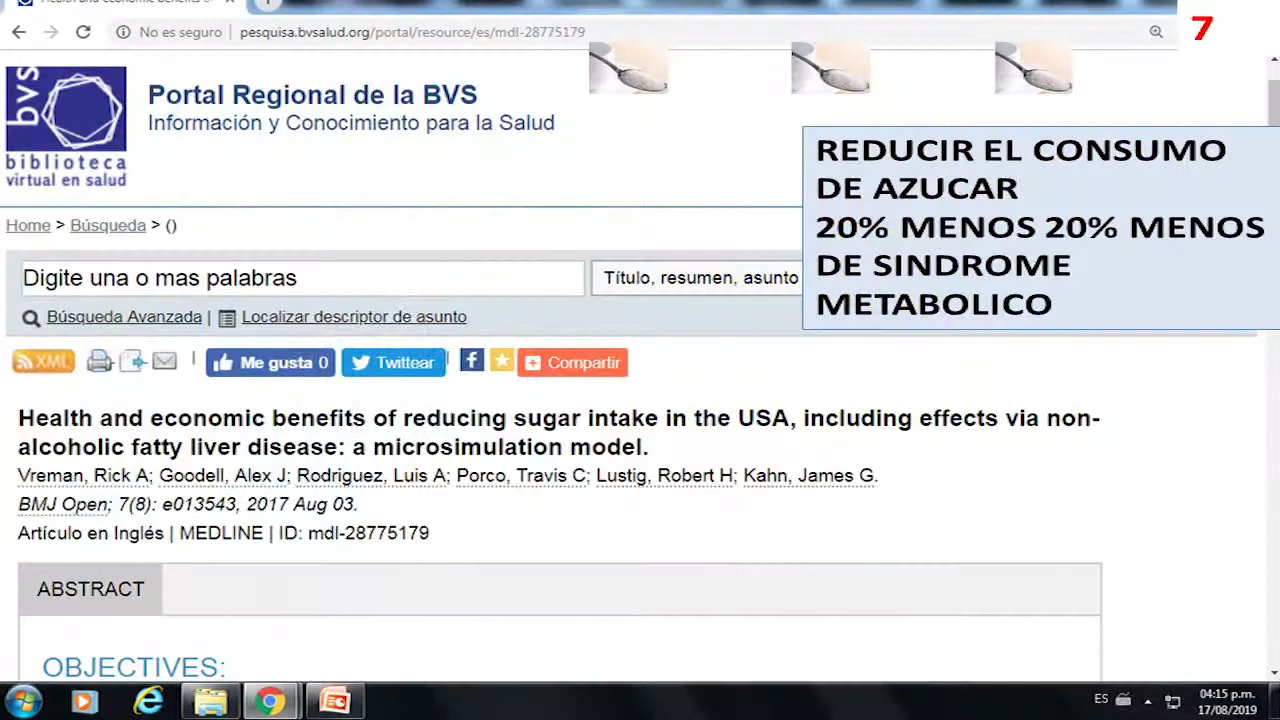 Health and economic benefits o
7
No es seguro | pesquisa.bvsalud.org/portal/resource/es/mdl-28775179
bvs
biblioteca
virtual en salud
Portal Regional de la BVS
Información y Conocimiento para la Salud
REDUCIR EL CONSUMO
DE AZUCAR
20% MENOS 20% MENOS
DE SINDROME
METABOLICO
Home > Búsqueda > ()
Digite una o mas palabras
Título, resumen, asunto
Búsqueda Avanzada | Localizar descriptor de asunto
XML | Me gusta 0 Twittear | Compartir
Health and economic benefits of reducing sugar intake in the USA, including effects via non-
alcoholic fatty liver disease: a microsimulation model.
Vreman, Rick A; Goodell, Alex J; Rodriguez, Luis A; Porco, Travis C; Lustig, Robert H; Kahn, James G.
BMJ Open; 7(8): e013543, 2017 Aug 03.
Artículo en Inglés | MEDLINE | ID: mdl-28775179
ABSTRACT
OBJECTIVES:
ES
04:15 p.m.
17/08/2019